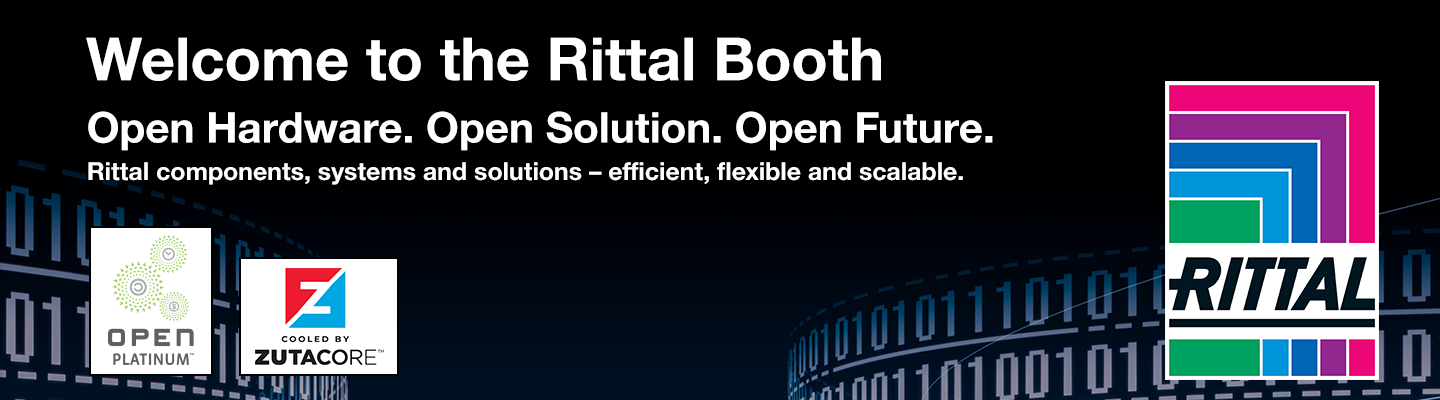 Welcome to the Rittal Booth
Open Hardware. Open Solution. Open Future.
Rittal components, systems and solutions – efficient, flexible and scalable.
OPEN
PLATINUM™
COOLED BY
ZUTACORE™
RITTAL